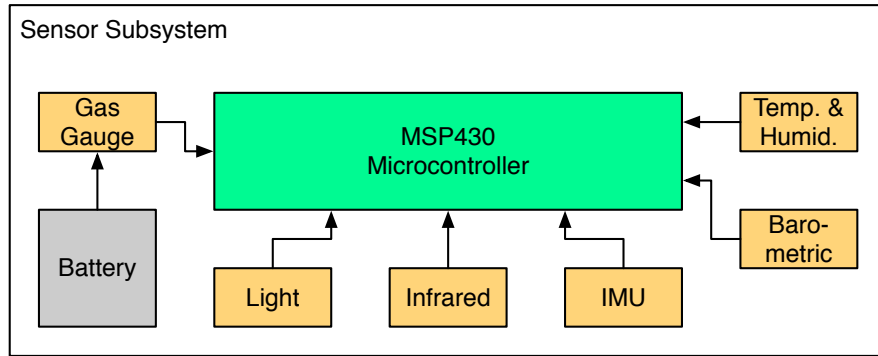 Sensor Subsystem
Gas
Gauge
MSP430
Microcontroller
Temp. &
Humid.
Battery
Light
Infrared
IMU
Baro-
metric